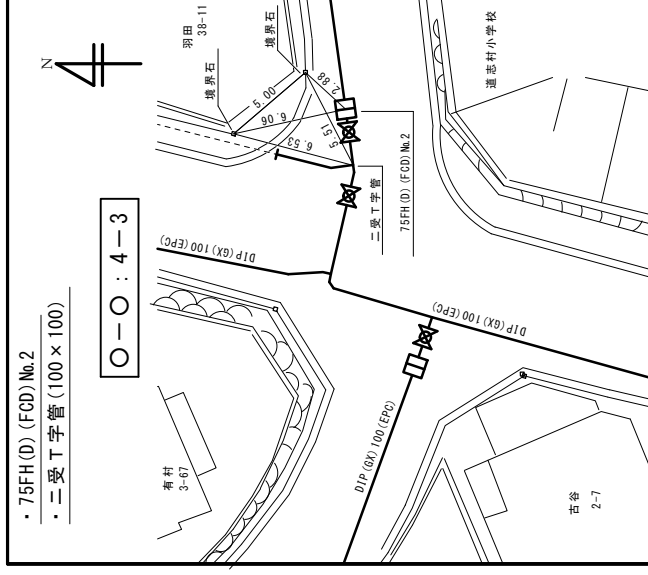 ・75FH(D)(FCD)No.2
・二受T字管(100×100)
○ー○:4ー3
N
羽田
38-11
境界石
境界石
5.00
6.06
2.88
5.51
6.53
二受T字管
75FH(D)(FCD)No.2
道志村小学校
DIP(GX)100(EPC)
DIP(GX)100(EPC)
DIP(GX)100(EPC)
有村
3-67
古谷
2-7